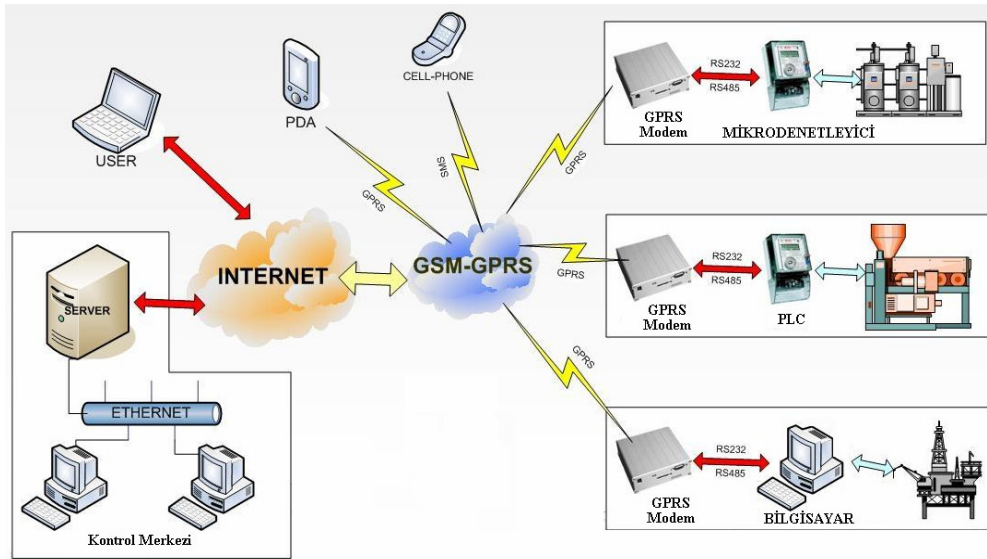 CELL-PHONE
PDA
USER
GPRS
SMS
GPRS
RS232
RS485
GPRS
Modem
MİKRODENETLEYİCİ
SERVER
INTERNET
GSM-GPRS
GPRS
RS232
RS485
GPRS
Modem
PLC
ETHERNET
Kontrol Merkezi
GPRS
RS232
RS485
GPRS
Modem
BİLGİSAYAR